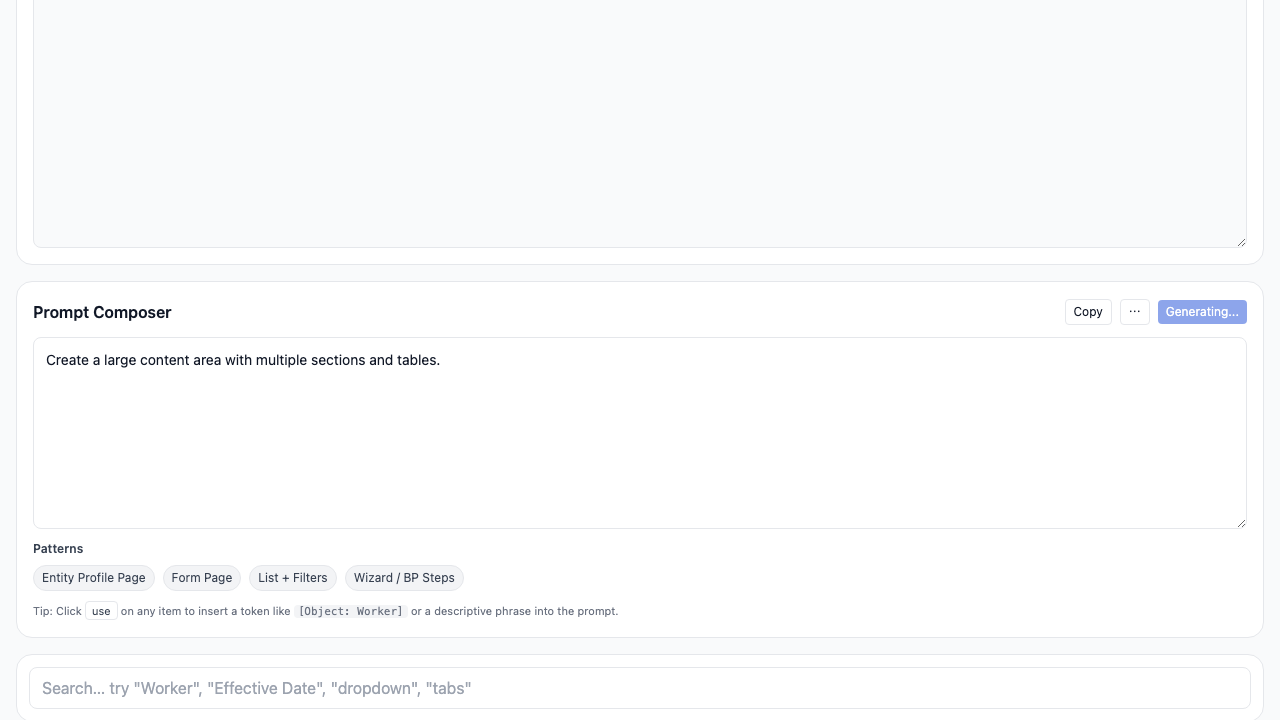 Prompt Composer
Copy
···
Generating...
Create a large content area with multiple sections and tables.
Patterns
Entity Profile Page
Form Page
List + Filters
Wizard / BP Steps
Tip: Click use on any item to insert a token like [Object: Worker] or a descriptive phrase into the prompt.
Search... try "Worker", "Effective Date", "dropdown", "tabs"